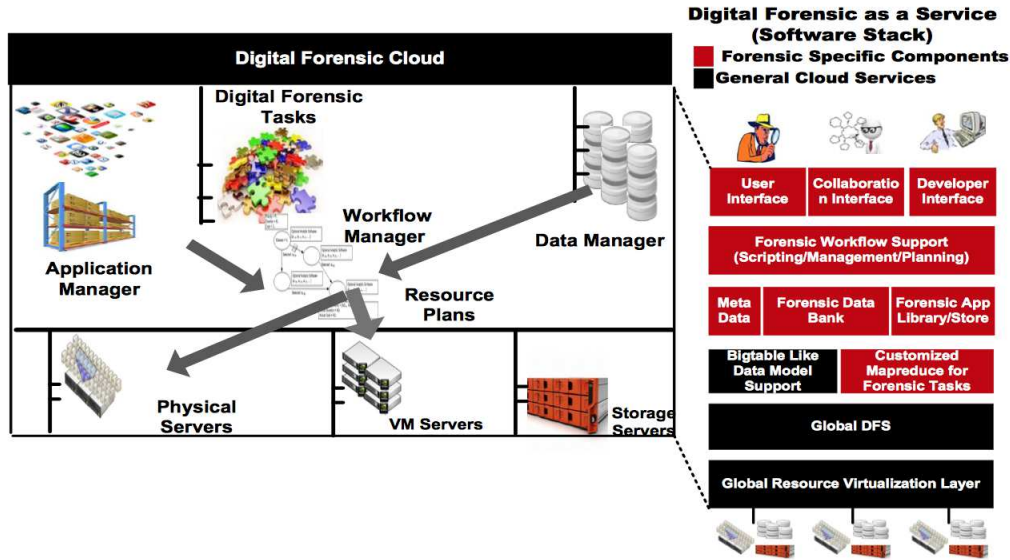 Digital Forensic as a Service
(Software Stack)
Forensic Specific Components
General Cloud Services
Digital Forensic Cloud
Digital Forensic
Tasks
Workflow
Manager
Data Manager
Application
Manager
Resource
Plans
Physical
Servers
VM Servers
Storage
Servers
User
Interface
Collaboratio
n Interface
Developer
Interface
Forensic Workflow Support
(Scripting/Management/Planning)
Meta
Data
Forensic Data
Bank
Forensic App
Library/Store
Bigtable Like
Data Model
Support
Customized
Mapreduce for
Forensic Tasks
Global DFS
Global Resource Virtualization Layer